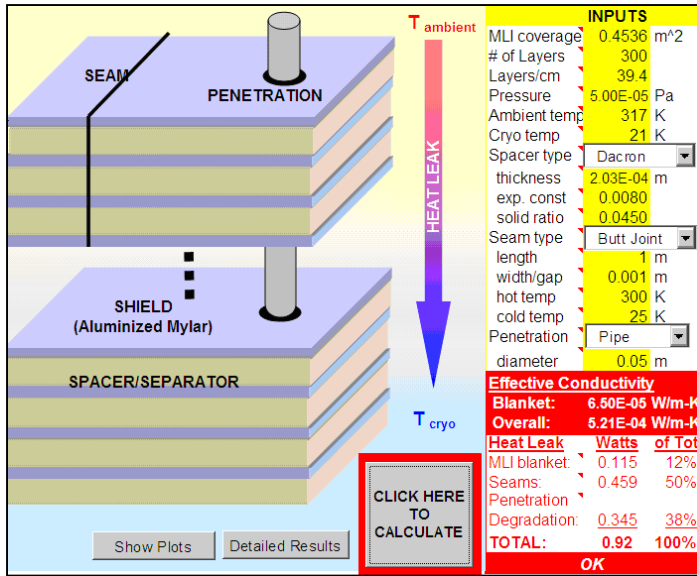 T ambient
SEAM
PENETRATION
HEAT LEAK
SHIELD
(Aluminized Mylar)
SPACER/SEPARATOR
T cryo
CLICK HERE
TO
CALCULATE
Show Plots
Detailed Results
INPUTS
MLI coverage 0.4536 m^2
# of Layers 300
Layers/cm 39.4
Pressure 5.00E-05 Pa
Ambient temp 317 K
Cryo temp 21 K
Spacer type Dacron
thickness 2.03E-04 m
exp. const 0.0080
solid ratio 0.0450
Seam type Butt Joint
length 1 m
width/gap 0.001 m
hot temp 300 K
cold temp 25 K
Penetration Pipe
diameter 0.05 m
Effective Conductivity
Blanket: 6.50E-05 W/m-K
Overall: 5.21E-04 W/m-K
Heat Leak Watts of Tot
MLI blanket: 0.115 12%
Seams: 0.459 50%
Penetration
Degradation: 0.345 38%
TOTAL: 0.92 100%
OK